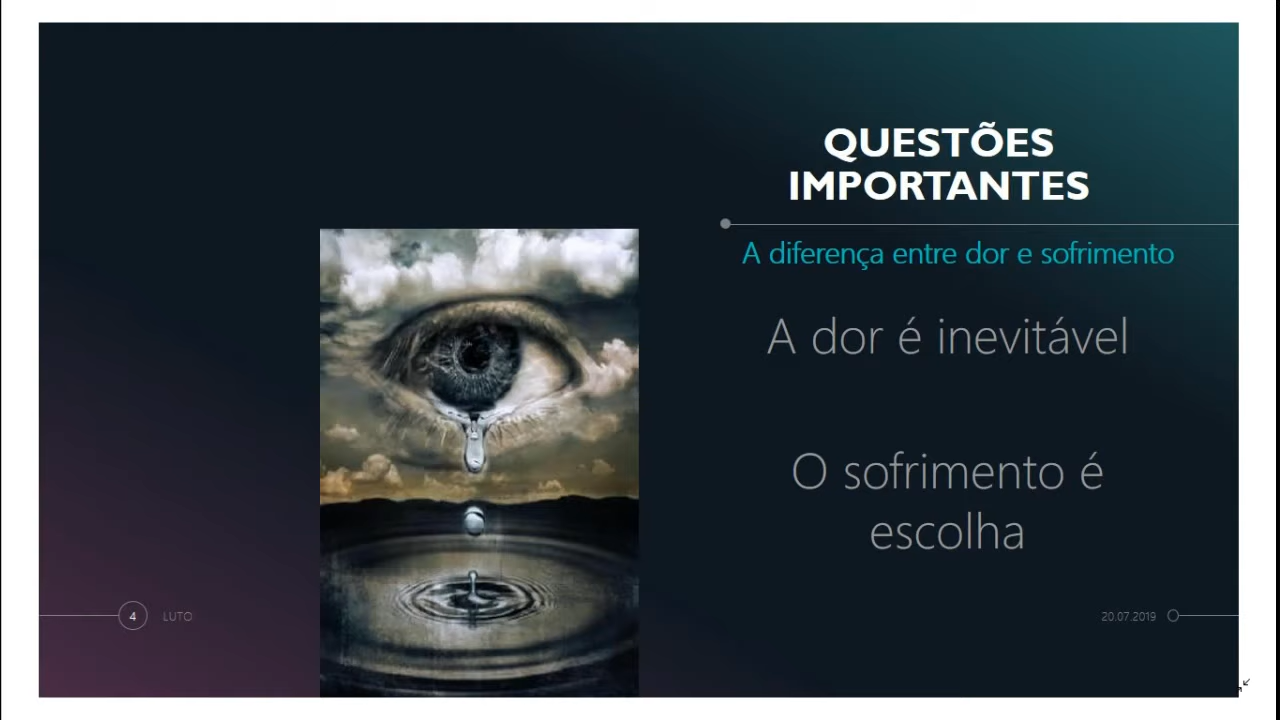 QUESTÕES
IMPORTANTES
A diferença entre dor e sofrimento
A dor é inevitável
O sofrimento é
escolha
4
LUTO
20.07.2019